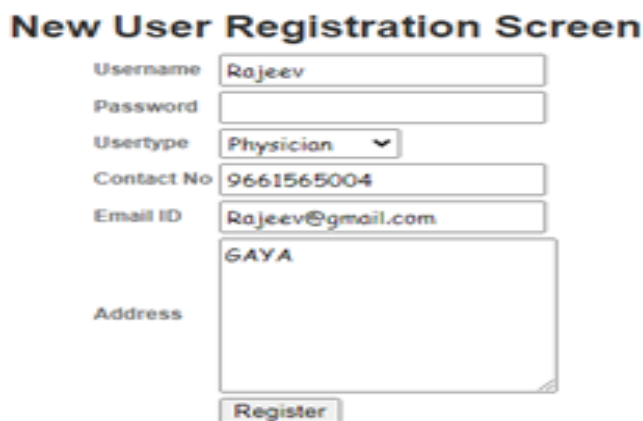 New User Registration Screen
Username Rajeev
Password
Usertype Physician
Contact No 9661565004
Email ID Rajeev@gmail.com
Address GAYA
Register